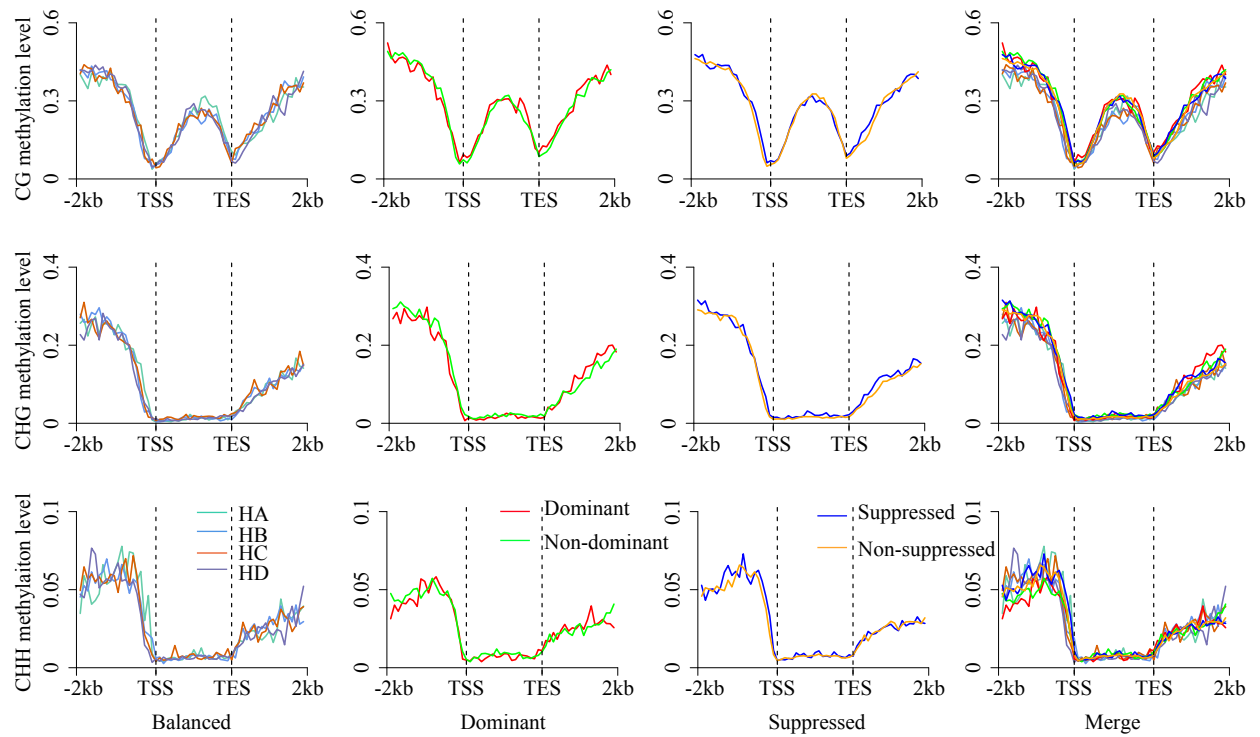 CG methylation level
0 0.3 0.6
-2kb TSS TES 2kb
0 0.3 0.6
-2kb TSS TES 2kb
0 0.3 0.6
-2kb TSS TES 2kb
0 0.3 0.6
-2kb TSS TES 2kb
CHG methylation level
0 0.2 0.4
-2kb TSS TES 2kb
0 0.2 0.4
-2kb TSS TES 2kb
0 0.2 0.4
-2kb TSS TES 2kb
0 0.2 0.4
-2kb TSS TES 2kb
CHH methylaiton level
0 0.05 0.1
HA
HB
HC
HD
-2kb TSS TES 2kb
Balanced
0 0.05 0.1
Dominant
Non-dominant
-2kb TSS TES 2kb
Dominant
0 0.05 0.1
Suppressed
Non-suppressed
-2kb TSS TES 2kb
Suppressed
0 0.05 0.1
-2kb TSS TES 2kb
Merge